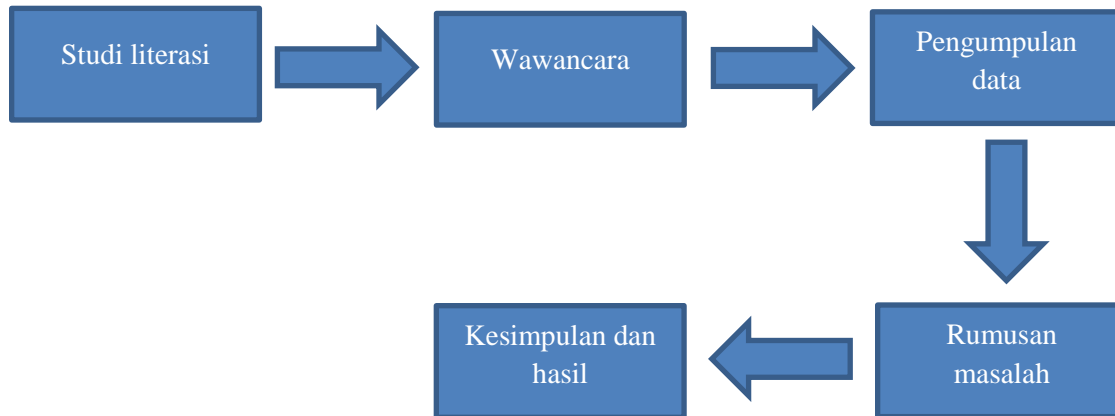 Studi literasi
Wawancara
Pengumpulan
data
Rumusan
masalah
Kesimpulan dan
hasil